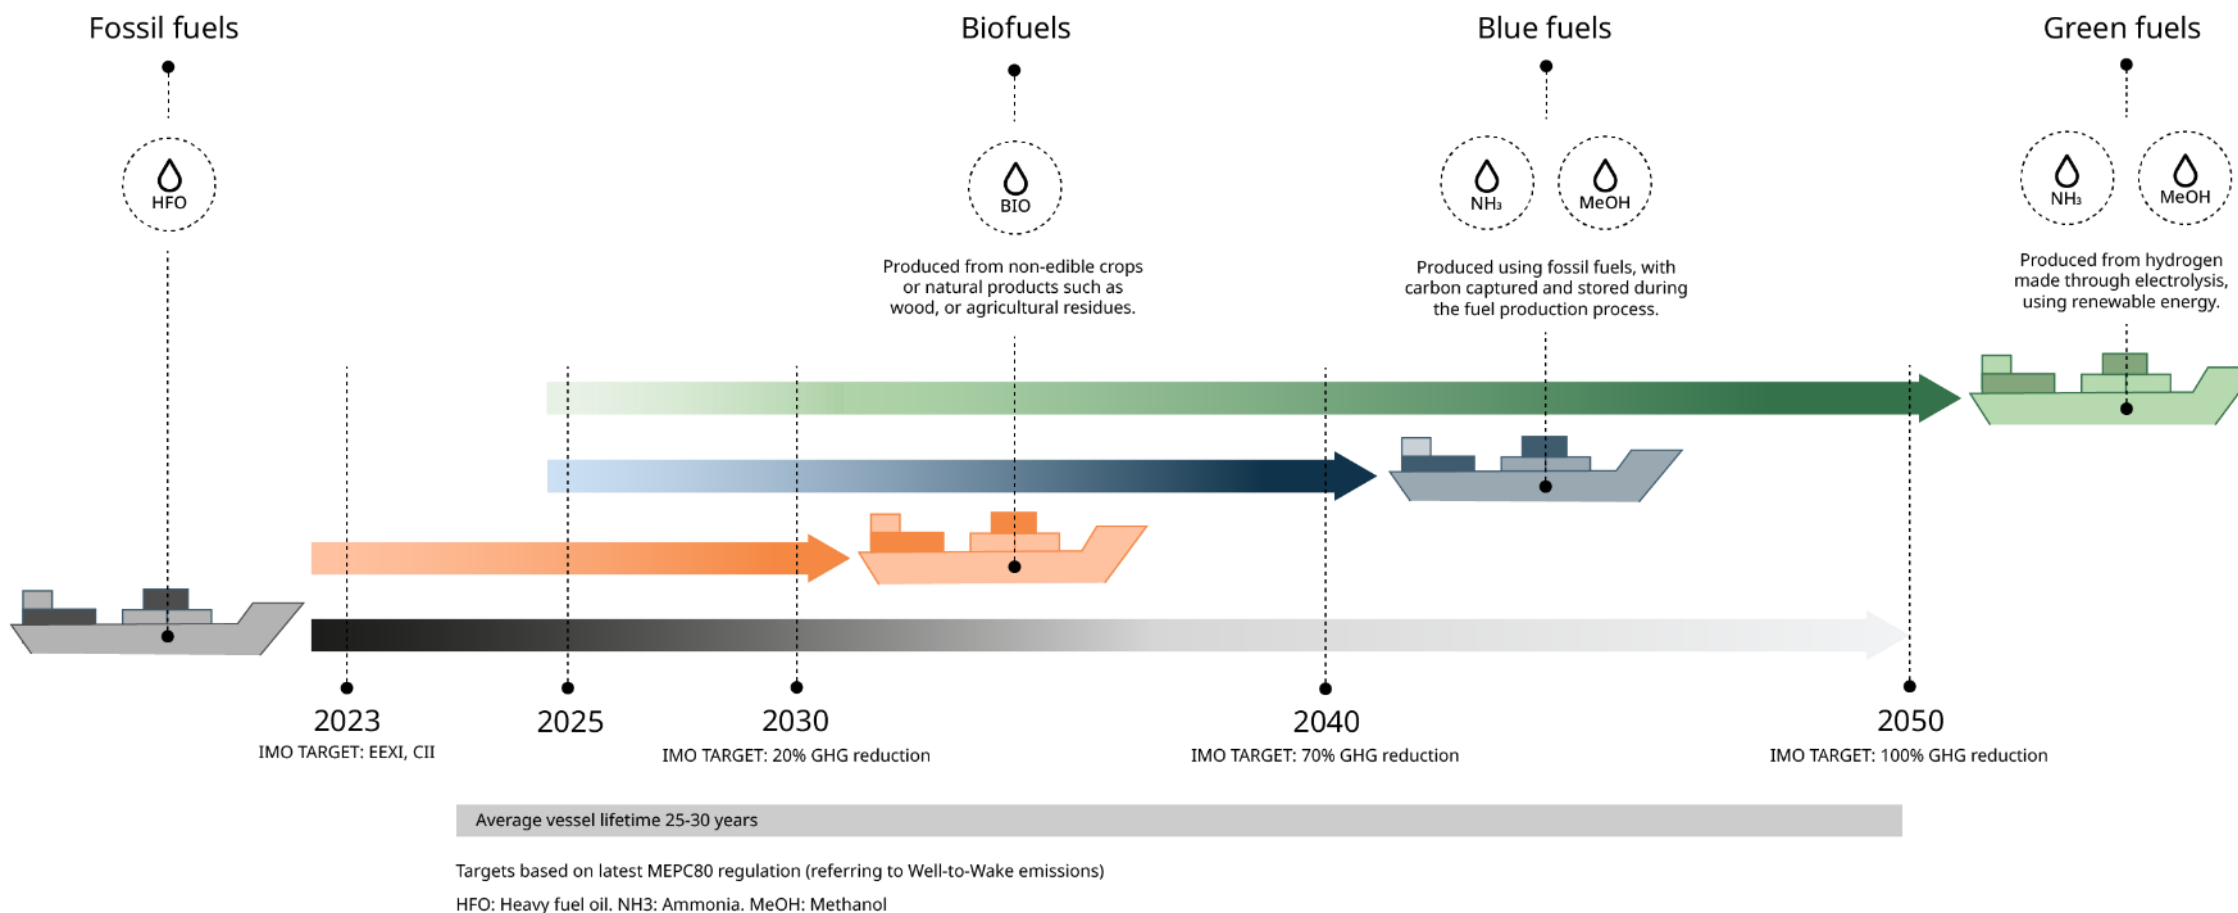 Fossil fuels
Biofuels
Blue fuels
Green fuels
HFO
BIO
NH₃
MeOH
NH₃
MeOH
Produced from non-edible crops
or natural products such as
wood, or agricultural residues.
Produced using fossil fuels, with
carbon captured and stored during
the fuel production process.
Produced from hydrogen
made through electrolysis,
using renewable energy.
2023
IMO TARGET: EEXI, CII
2025
2030
IMO TARGET: 20% GHG reduction
2040
IMO TARGET: 70% GHG reduction
2050
IMO TARGET: 100% GHG reduction
Average vessel lifetime 25-30 years
Targets based on latest MEPC80 regulation (referring to Well-to-Wake emissions)
HFO: Heavy fuel oil. NH3: Ammonia. MeOH: Methanol